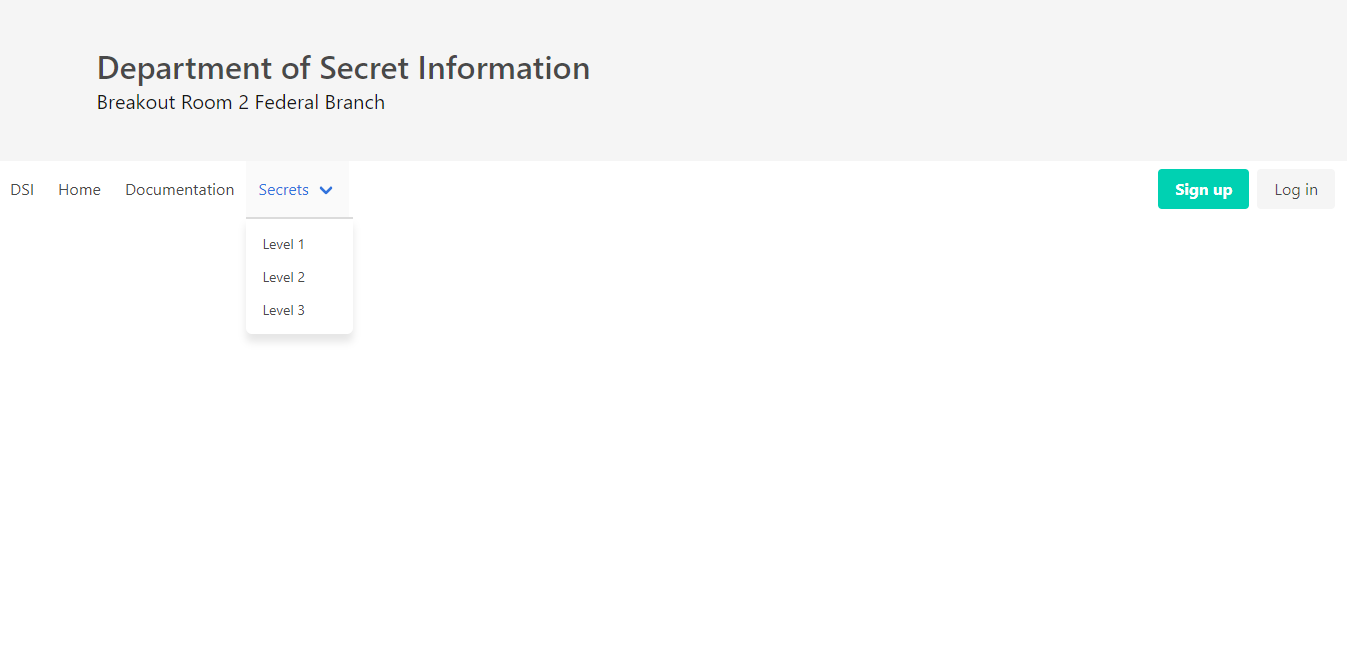 Department of Secret Information
Breakout Room 2 Federal Branch
DSI Home Documentation Secrets Sign up Log in
Level 1
Level 2
Level 3